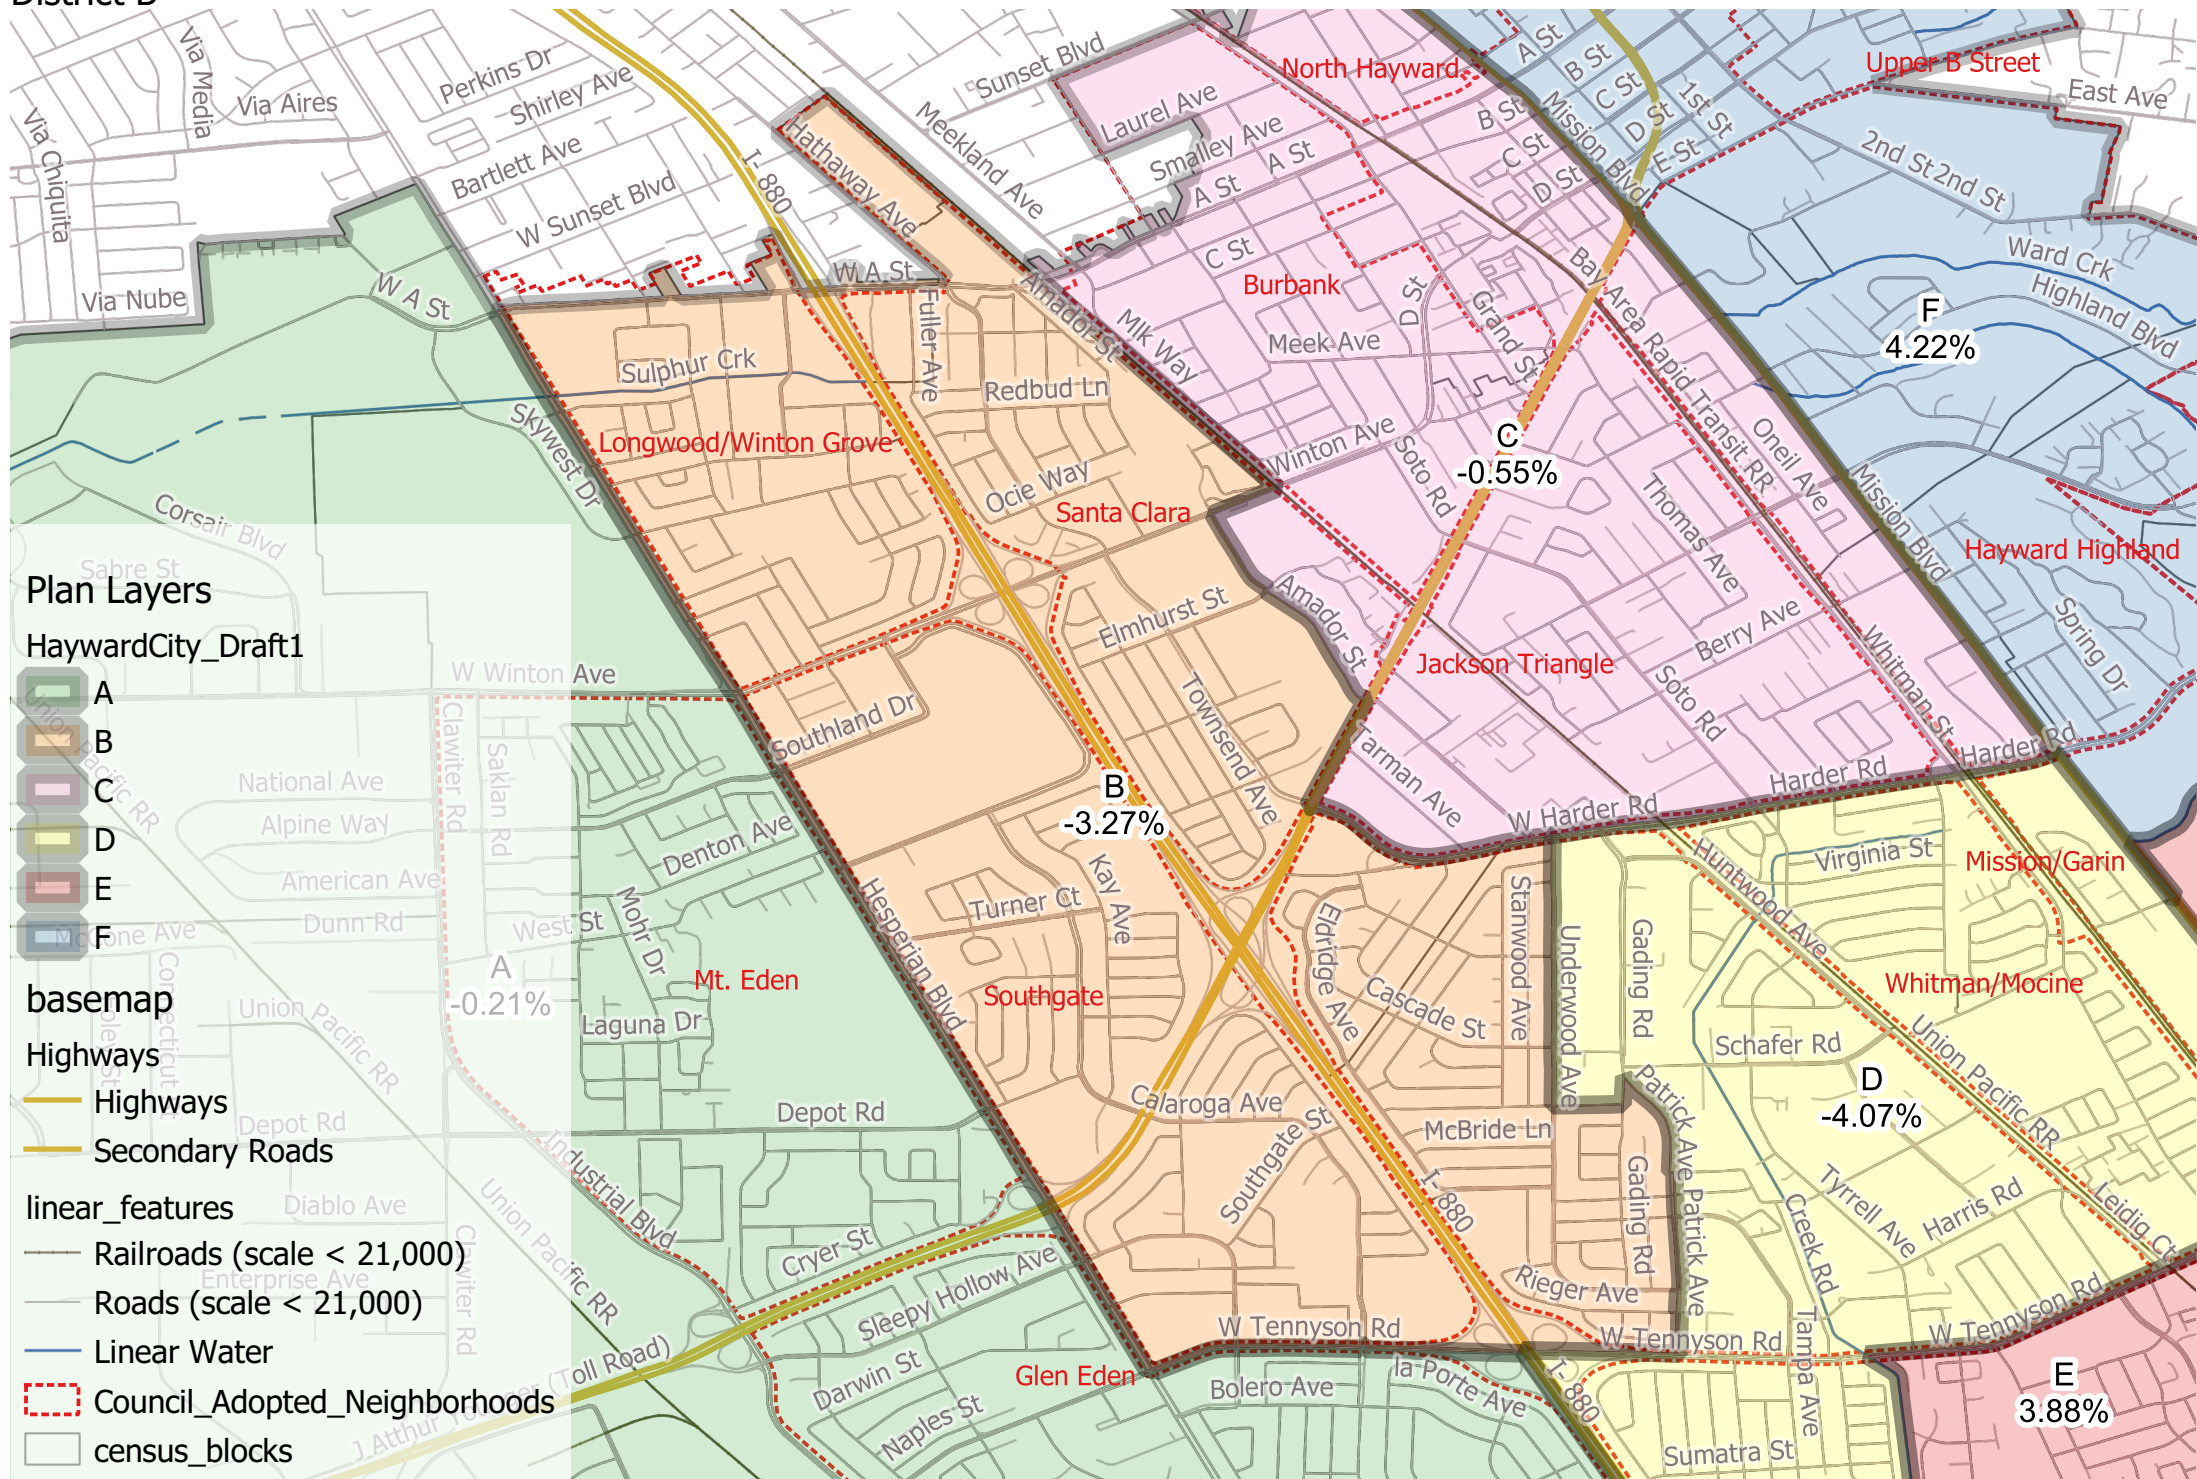 Via Media
Via Aires
Via Chiquita
Via Nube
Perkins Dr
Shirley Ave
Bartlett Ave
W Sunset Blvd
I- 880
Hathaway Ave
Meekland Ave
Sunset Blvd
Laurel Ave
Smalley Ave
A St
A St
North Hayward
A St
B St
C St
D St
E St
1st St
Mission Blvd
B St
C St
D St
Upper B Street
East Ave
2nd St
2nd St
Ward Crk
Highland Blvd
F
4.22%
W A St
W A St
Fuller Ave
Amador St
Mlk Way
C St
Burbank
Meek Ave
D St
Grand St
Bay Area Rapid Transit RR
Oneil Ave
Mission Blvd
Sulphur Crk
Redbud Ln
Longwood/Winton Grove
Skywest Dr
Ocie Way
Santa Clara
Winton Ave
Soto Rd
C
-0.55%
Thomas Ave
Hayward Highland
Spring Dr
Corsair Blvd
Sabre St
Elmhurst St
Amador St
Jackson Triangle
Berry Ave
Soto Rd
Whitman St
W Winton Ave
Southland Dr
Townsend Ave
Tarman Ave
Harder Rd
Harder Rd
W Harder Rd
B
-3.27%
Clawiter Rd
Saklan Rd
National Ave
Alpine Way
American Ave
Dunn Rd
West St
Mohr Dr
Denton Ave
Mt. Eden
Laguna Dr
Hesperian Blvd
Turner Ct
Kay Ave
Southgate
Eldridge Ave
Cascade St
Stanwood Ave
Underwood Ave
Gading Rd
Huntwood Ave
Virginia St
Mission/Garin
Whitman/Mocine
Schafer Rd
Union Pacific RR
D
-4.07%
A
-0.21%
Union Pacific RR
Union Pacific RR
Depot Rd
Depot Rd
Calaroga Ave
Southgate St
McBride Ln
Gading Rd
Patrick Ave
Patrick Ave
Tyrrell Ave
Harris Rd
Leidig Ct
Creek Rd
Industrial Blvd
Diablo Ave
Enterprise Ave
Clawiter Rd
Union Pacific RR
Cryer St
Sleepy Hollow Ave
I- 880
Rieger Ave
W Tennyson Rd
W Tennyson Rd
W Tennyson Rd
Tampa Ave
Darwin St
Naples St
Glen Eden
Bolero Ave
la Porte Ave
I- 880
Sumatra St
E
3.88%
Plan Layers
HaywardCity_Draft1
A
B
C
D
E
F
basemap
Highways
Highways
Secondary Roads
linear_features
Railroads (scale < 21,000)
Roads (scale < 21,000)
Linear Water
Council_Adopted_Neighborhoods
census_blocks